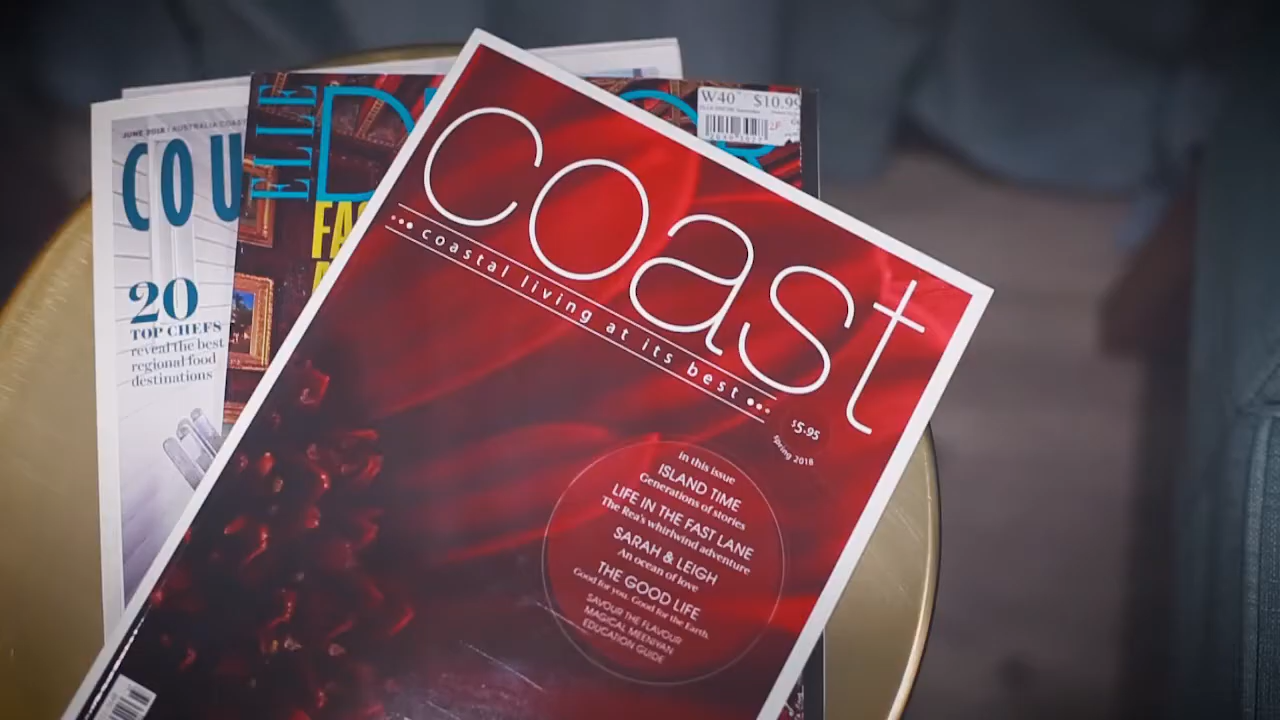 coast
coastal living at its best
$5.95
Spring 2018
in this issue
ISLAND TIME
Generations of stories
LIFE IN THE FAST LANE
The Rea's whirlwind adventure
SARAH & LEIGH
An ocean of love
THE GOOD LIFE
Good for you. Good for the Earth
SAVOUR THE FLAVOUR
MAGICAL MEENIYAN
EDUCATION GUIDE
ELLE
W40 $10.99
JUNE 2018 / AUSTRALIA
COU
20
TOP CHEFS
reveal the best
regional food
destinations